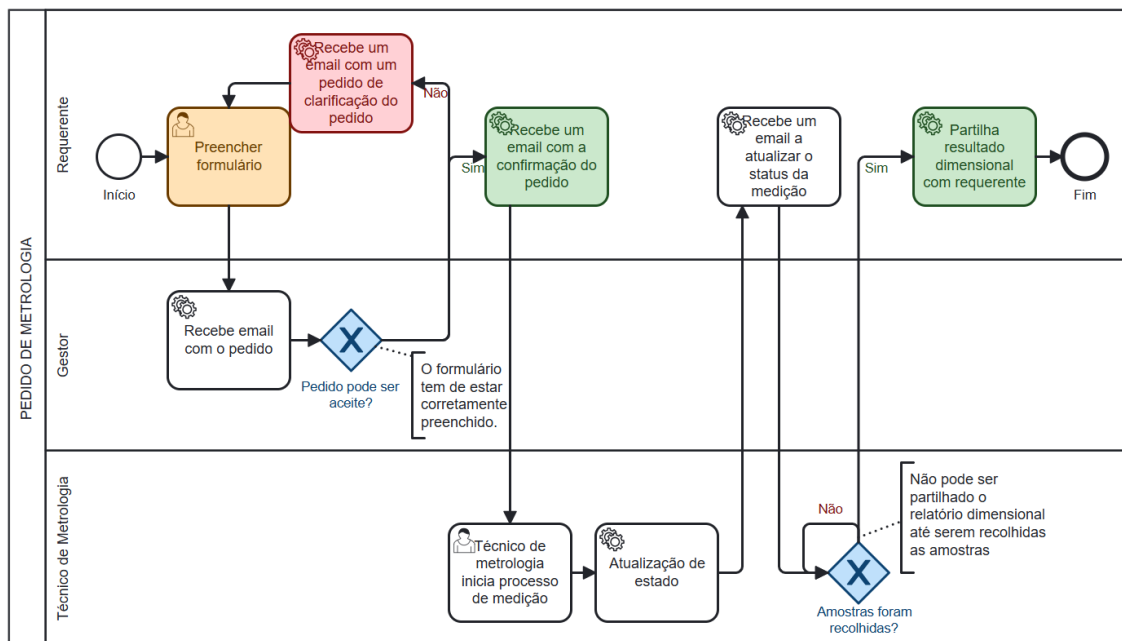 PEDIDO DE METROLOGIA
Requerente
Início
Preencher
formulário
Recebe um
email com um
pedido de
clarificação do
pedido
Não
Sim
Recebe um
email com a
confirmação do
pedido
Recebe um
email a
atualizar o
status da
medição
Sim
Partilha
resultado
dimensional
com requerente
Fim
Gestor
Recebe email
com o pedido
Pedido pode ser
aceite?
O formulário
tem de estar
corretamente
preenchido.
Técnico de Metrologia
Técnico de
metrologia
inicia processo
de medição
Atualização de
estado
Não
Amostras foram
recolhidas?
Não pode ser
partilhado o
relatório dimensional
até serem recolhidas
as amostras